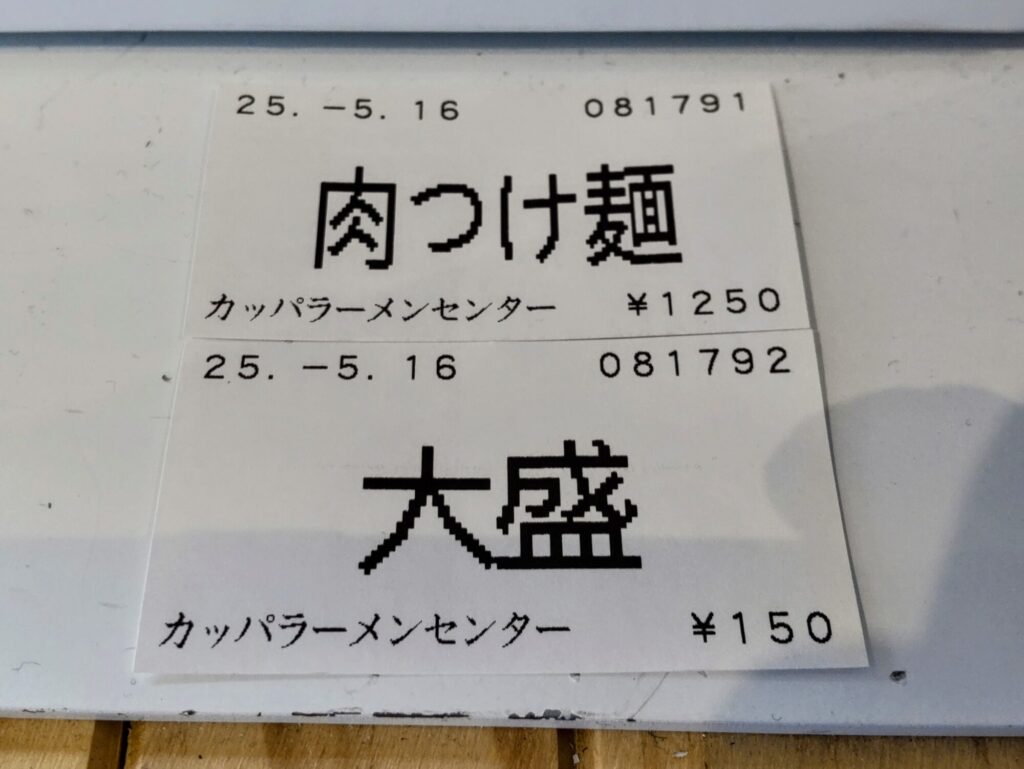 25. −5. 16 081791
肉つけ麺
カッパラーメンセンター ¥1250
25. −5. 16 081792
大盛
カッパラーメンセンター ¥150